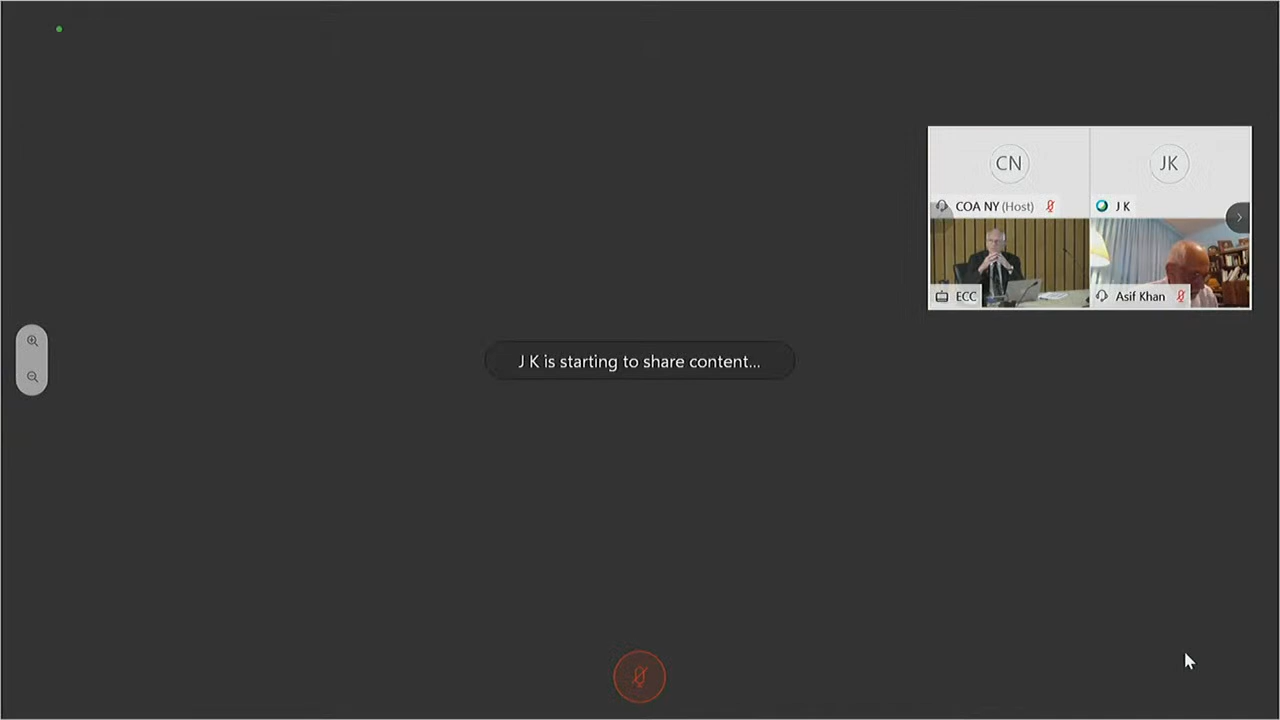 CN
JK
COA NY (Host)
J K
ECC
Asif Khan
J K is starting to share content...